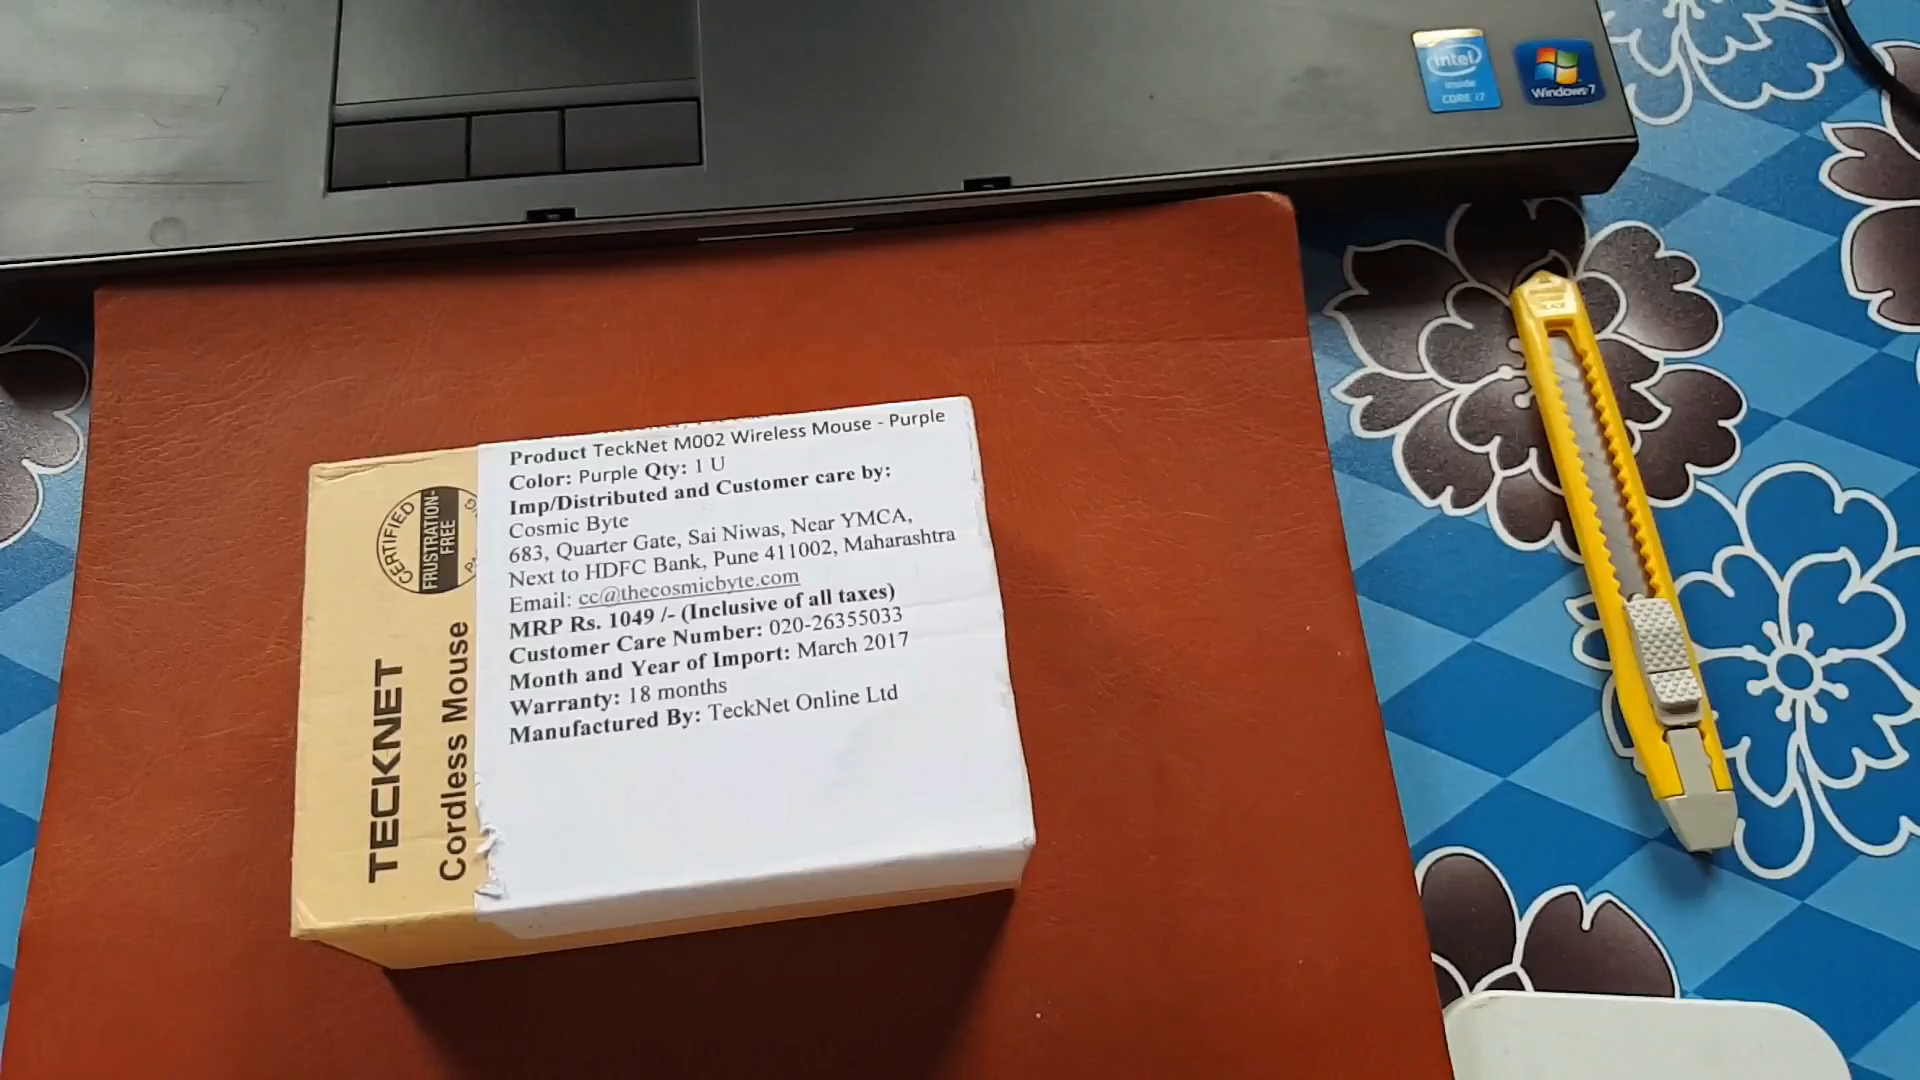 intel
inside
CORE i7
Windows 7
Product TeckNet M002 Wireless Mouse - Purple
Color: Purple Qty: 1 U
Imp/Distributed and Customer care by:
Cosmic Byte
683, Quarter Gate, Sai Niwas, Near YMCA,
Next to HDFC Bank, Pune 411002, Maharashtra
Email: cc@thecosmicbyte.com
MRP Rs. 1049 /- (Inclusive of all taxes)
Customer Care Number: 020-26355033
Month and Year of Import: March 2017
Warranty: 18 months
Manufactured By: TeckNet Online Ltd
CERTIFIED
FRUSTRATION-
FREE
TECKNET
Cordless Mouse